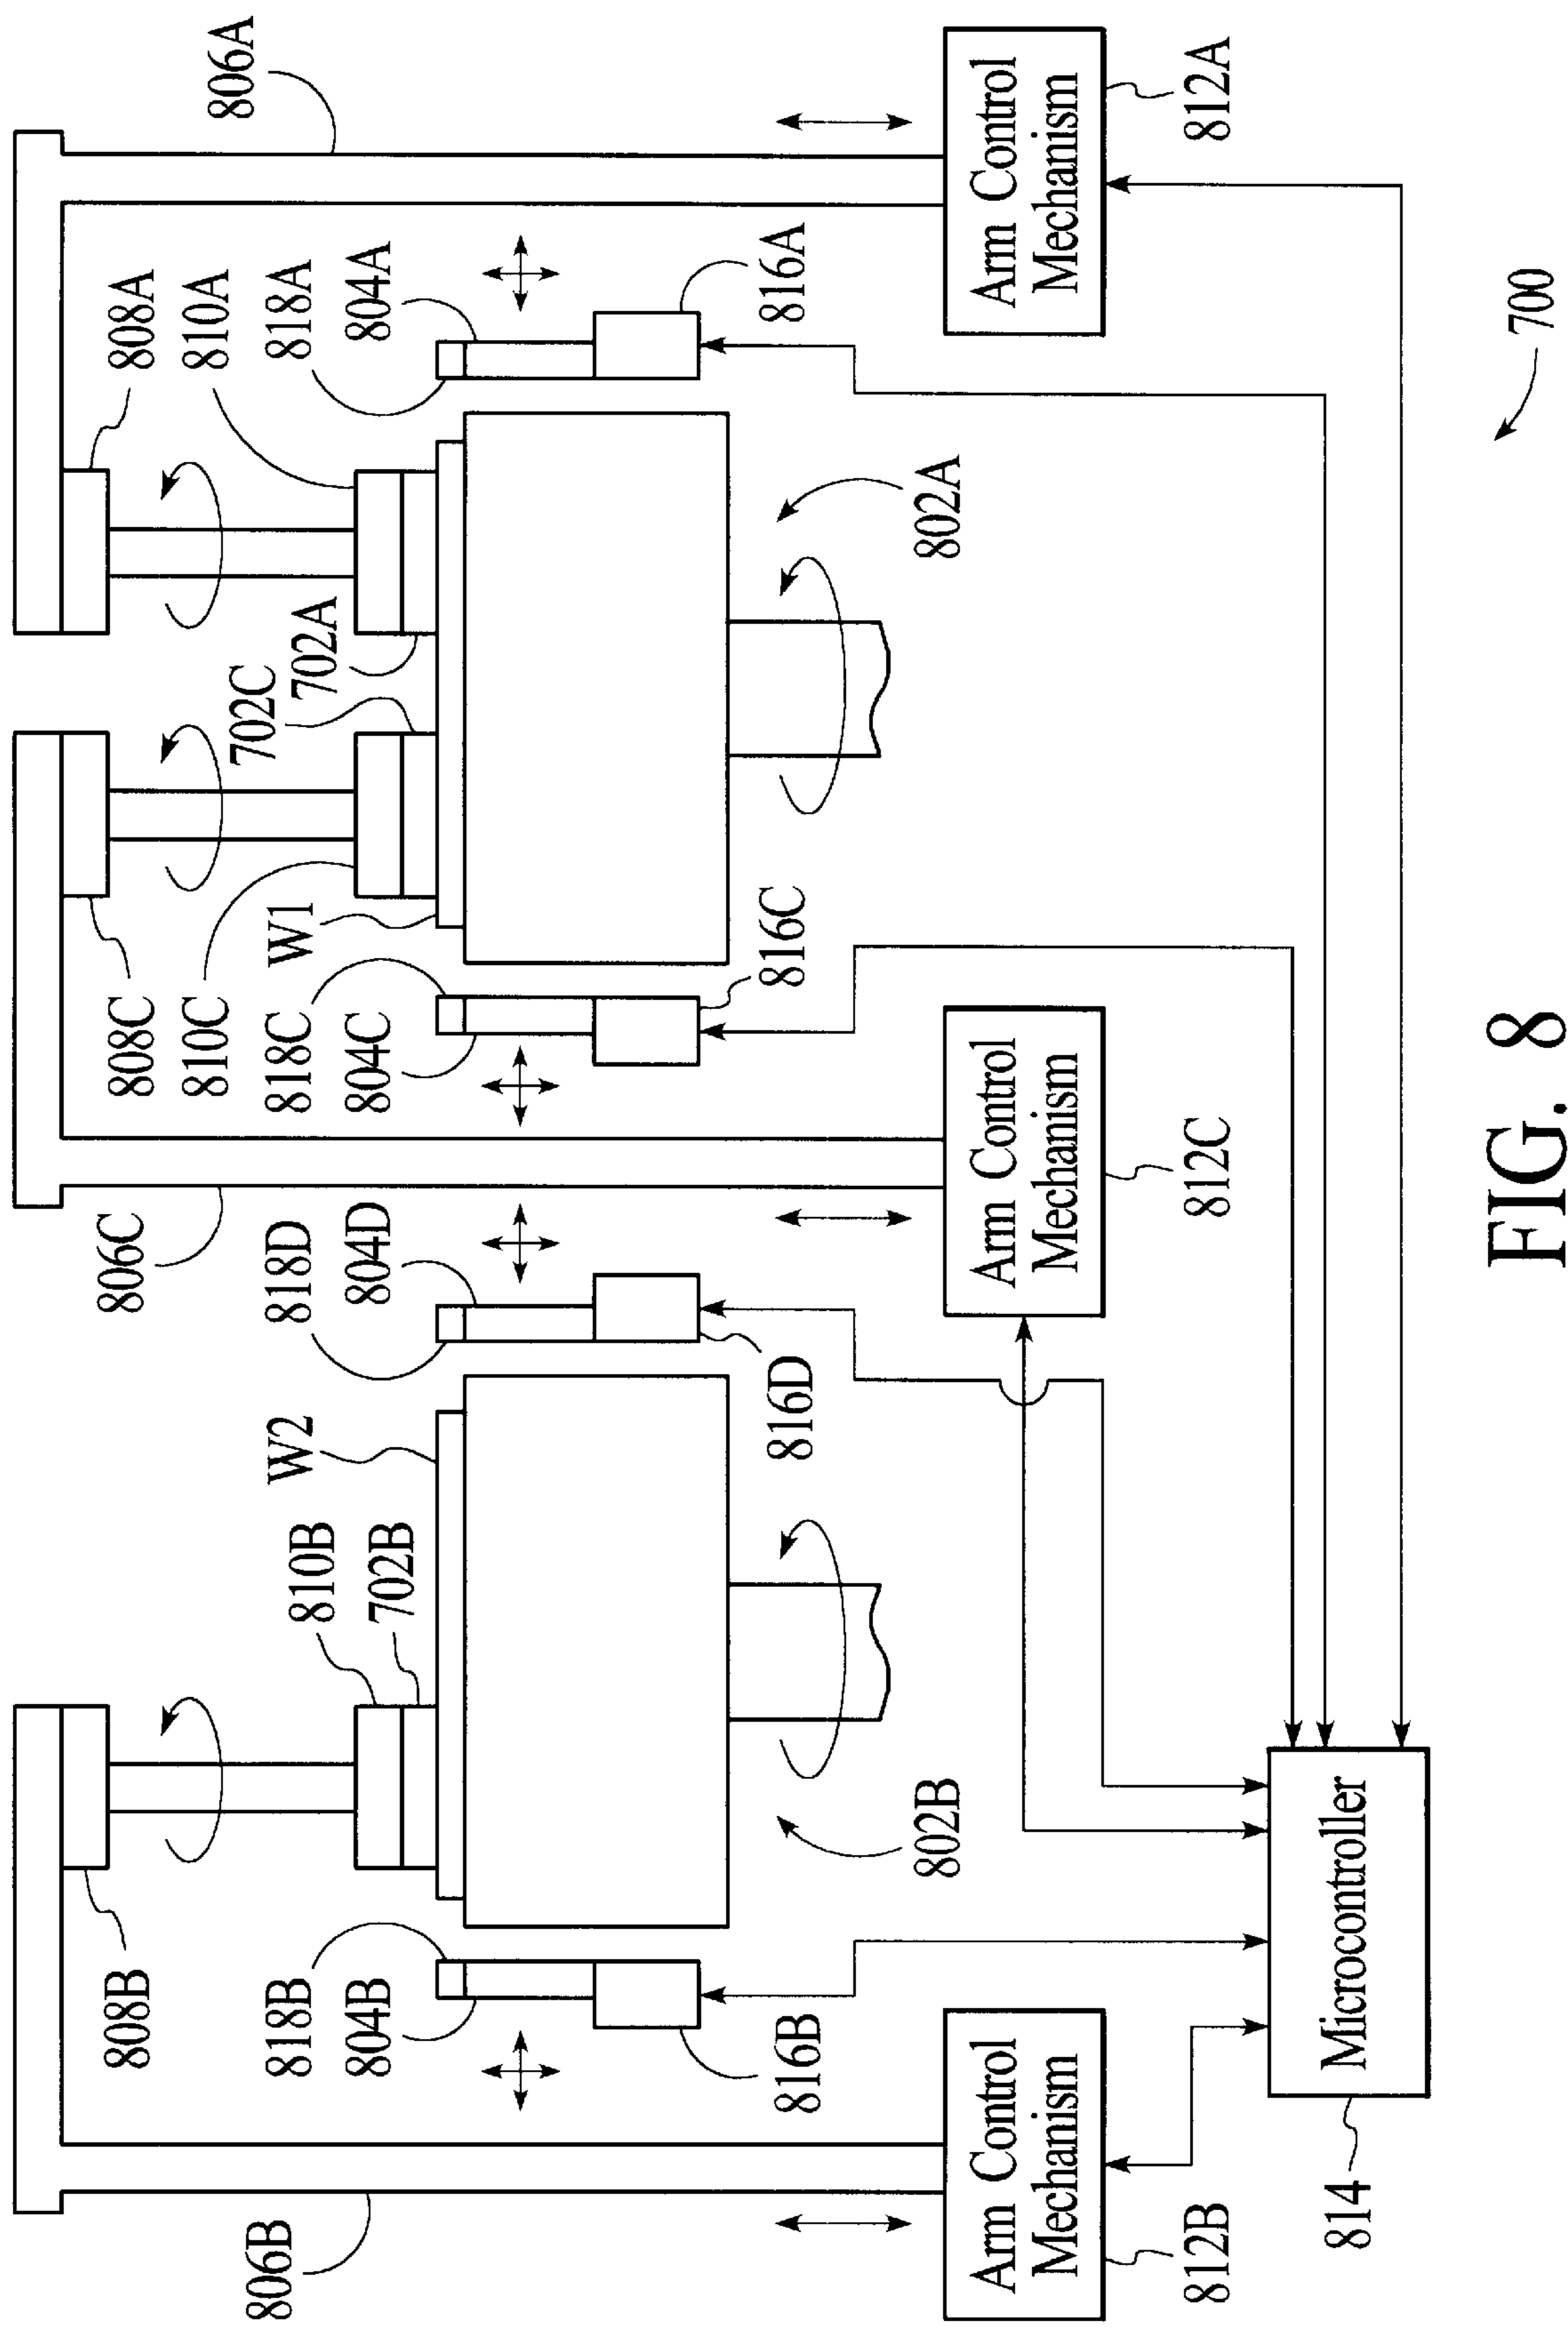 808B
806C
808C
808A
810C
810A
806A
702C
806B
818B
810B
W2
818D
818C
W1
702A
818A
804B
702B
804D
804C
804A
816B
816D
816C
816A
802B
802A
Arm Control
Mechanism
Arm Control
Mechanism
Arm Control
Mechanism
812B
812C
812A
814
Microcontroller
700
FIG. 8